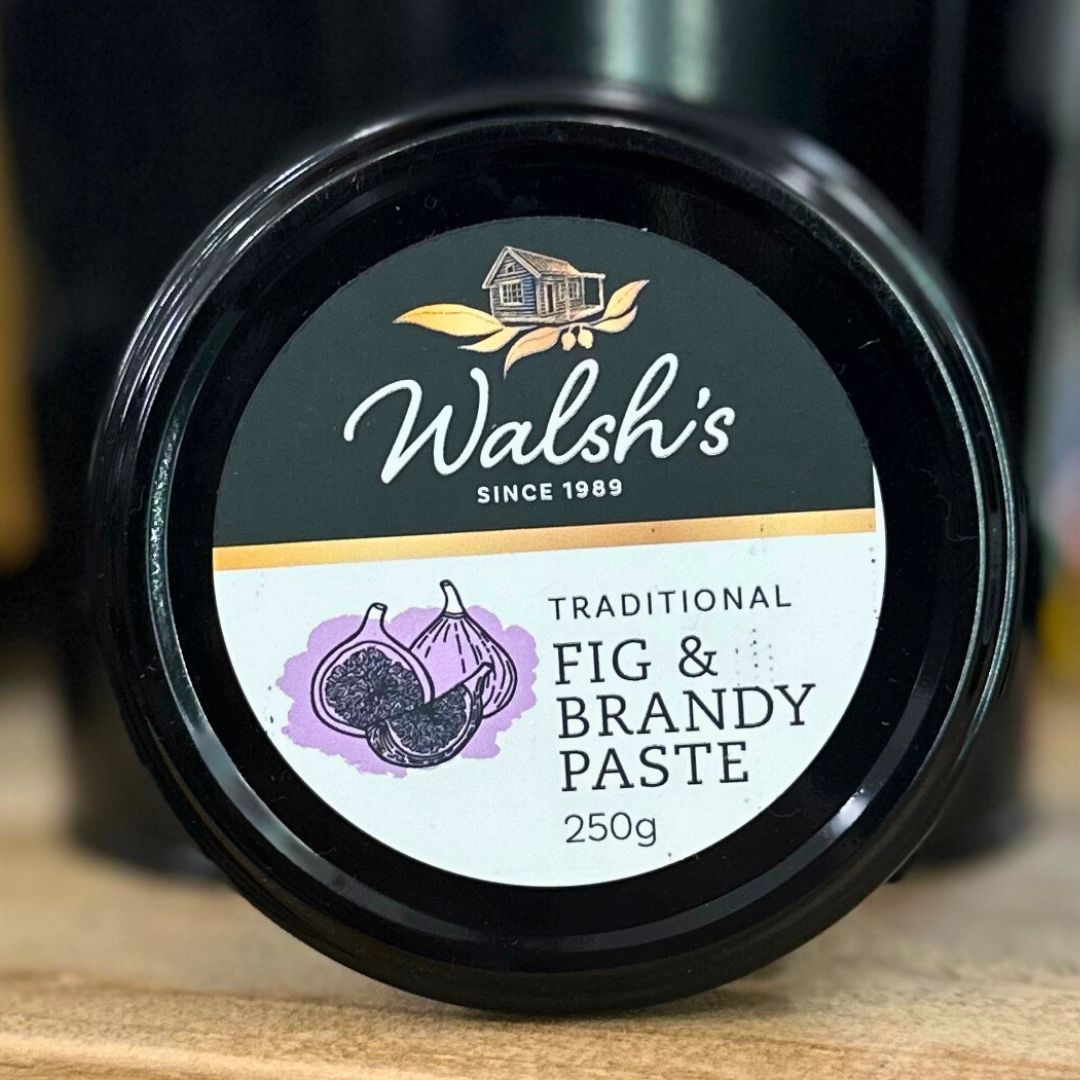 Walsh's
SINCE 1989
TRADITIONAL
FIG &
BRANDY
PASTE
250g